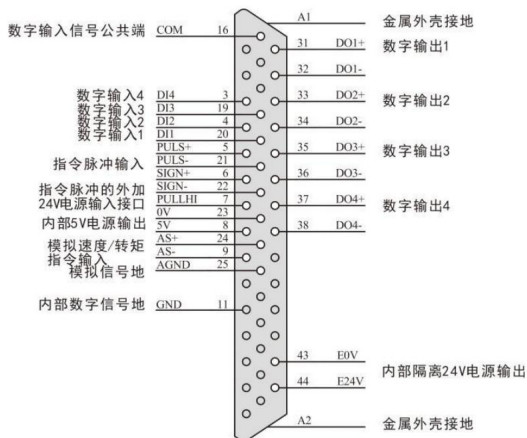 A1 金属外壳接地
数字输入信号公共端 COM 16
31 DO1+ 数字输出1
32 DO1-
数字输入4 DI4 3
33 DO2+ 数字输出2
数字输入3 DI3 19
数字输入2 DI2 4
34 DO2-
数字输入1 DI1 20
PULS+ 5
35 DO3+ 数字输出3
指令脉冲输入 PULS- 21
SIGN+ 6
36 DO3-
指令脉冲的外加 SIGN- 22
24V电源输入接口 PULLHI 7
37 DO4+ 数字输出4
0V 23
内部5V电源输出 5V 8
38 DO4-
模拟速度/转矩 AS+ 24
指令输入 AS- 9
模拟信号地 AGND 25
内部数字信号地 GND 11
43 E0V
内部隔离24V电源输出
44 E24V
A2 金属外壳接地